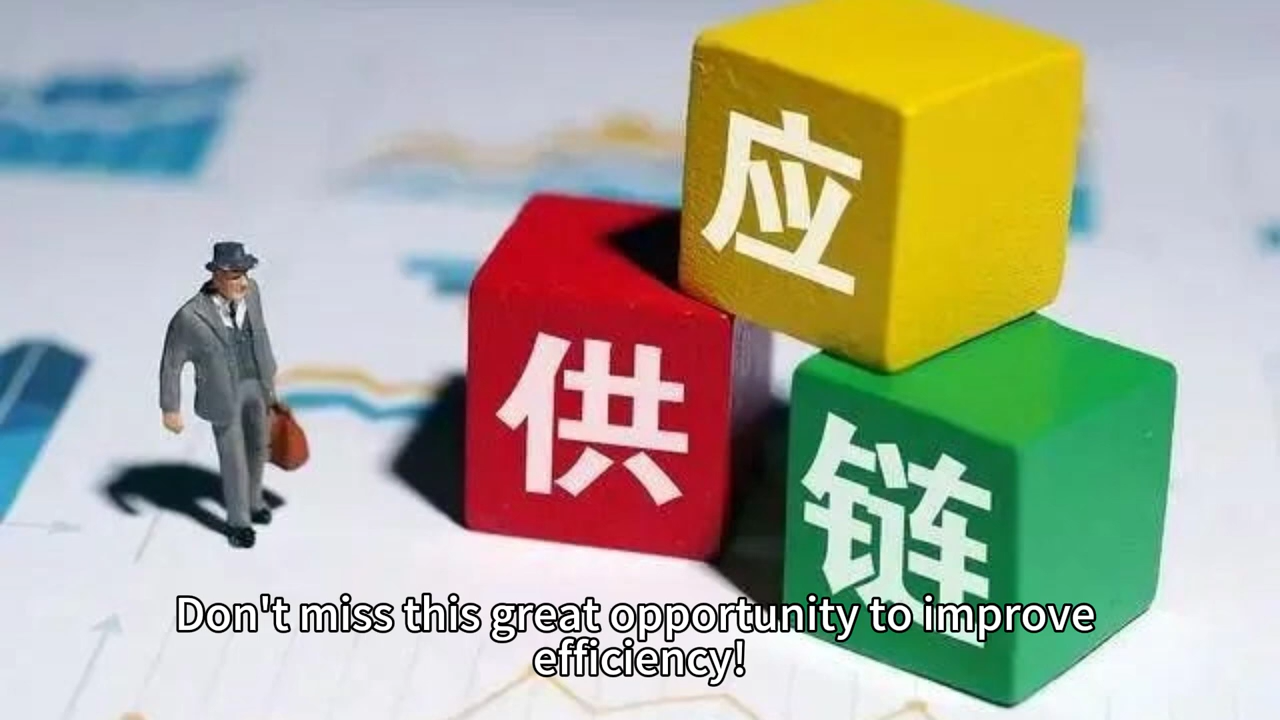 供
应
链
Don't miss this great opportunity to improve
efficiency!